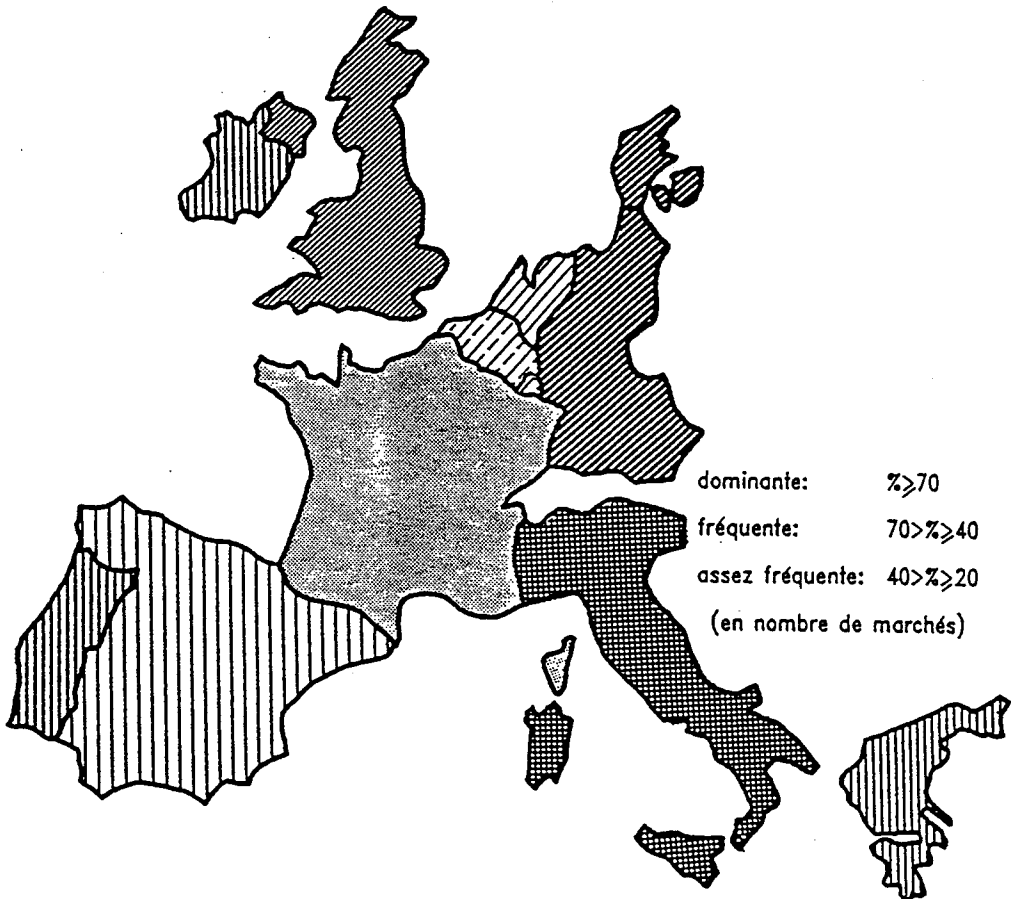 dominante: %⩾70
fréquente: 70>%⩾40
assez fréquente: 40>%⩾20
(en nombre de marchés)